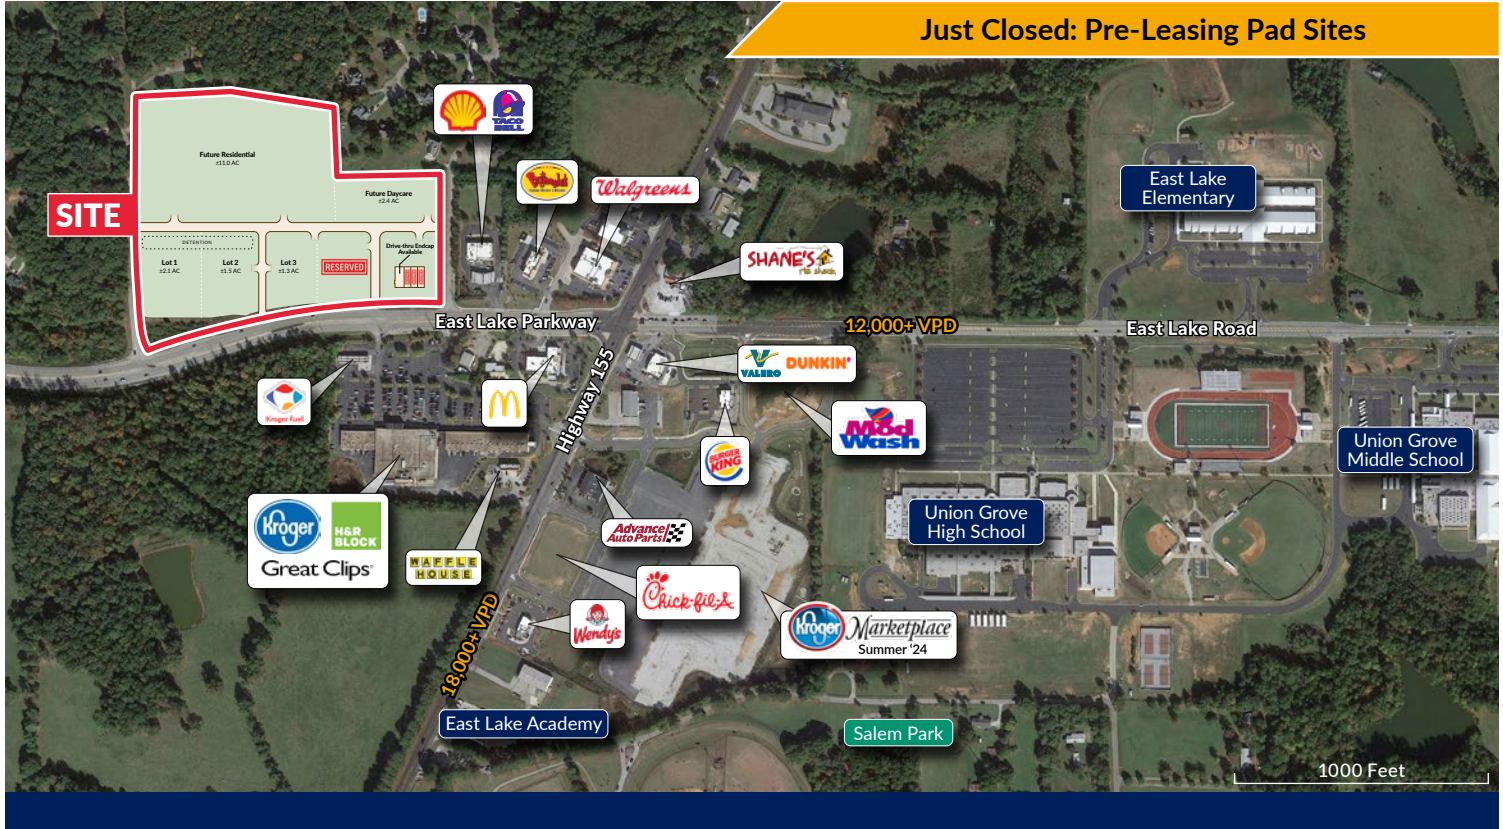 Just Closed: Pre-Leasing Pad Sites
SITE
Future Residential
±11.0 AC
Future Daycare
±2.4 AC
DETENTION
Lot 1
±2.1 AC
Lot 2
±1.5 AC
Lot 3
±1.3 AC
RESERVED
Drive-thru Endcap
Available
TACO
BELL
Bojangles
Walgreens
SHANE'S
rib shack
East Lake
Elementary
East Lake Parkway
12,000+ VPD
East Lake Road
Highway 155
Kroger Fuel
VALERO
DUNKIN'
Mod
Wash
BURGER
KING
Union Grove
Middle School
Union Grove
High School
Kroger
H&R
BLOCK
Great Clips
WAFFLE
HOUSE
Advance
Auto Parts
Chick-fil-A
Wendy's
Kroger Marketplace
Summer '24
18,000+ VPD
East Lake Academy
Salem Park
1000 Feet